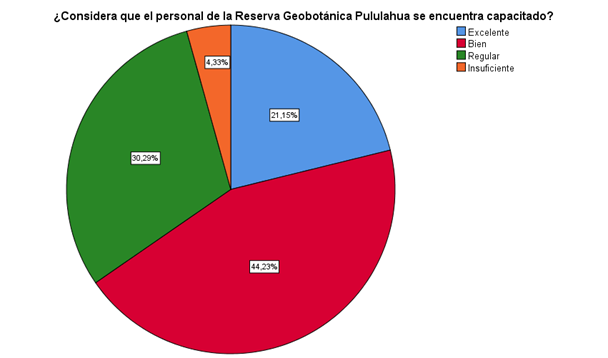 ¿Considera que el personal de la Reserva Geobotánica Pululahua se encuentra capacitado?
Excelente
Bien
Regular
Insuficiente
4,33%
21,15%
30,29%
44,23%